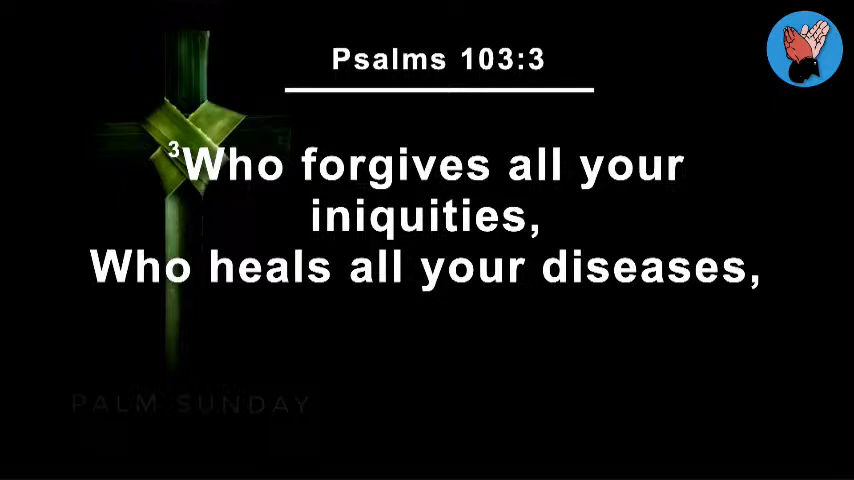 Psalms 103:3
3Who forgives all your
iniquities,
Who heals all your diseases,
PALM SUNDAY